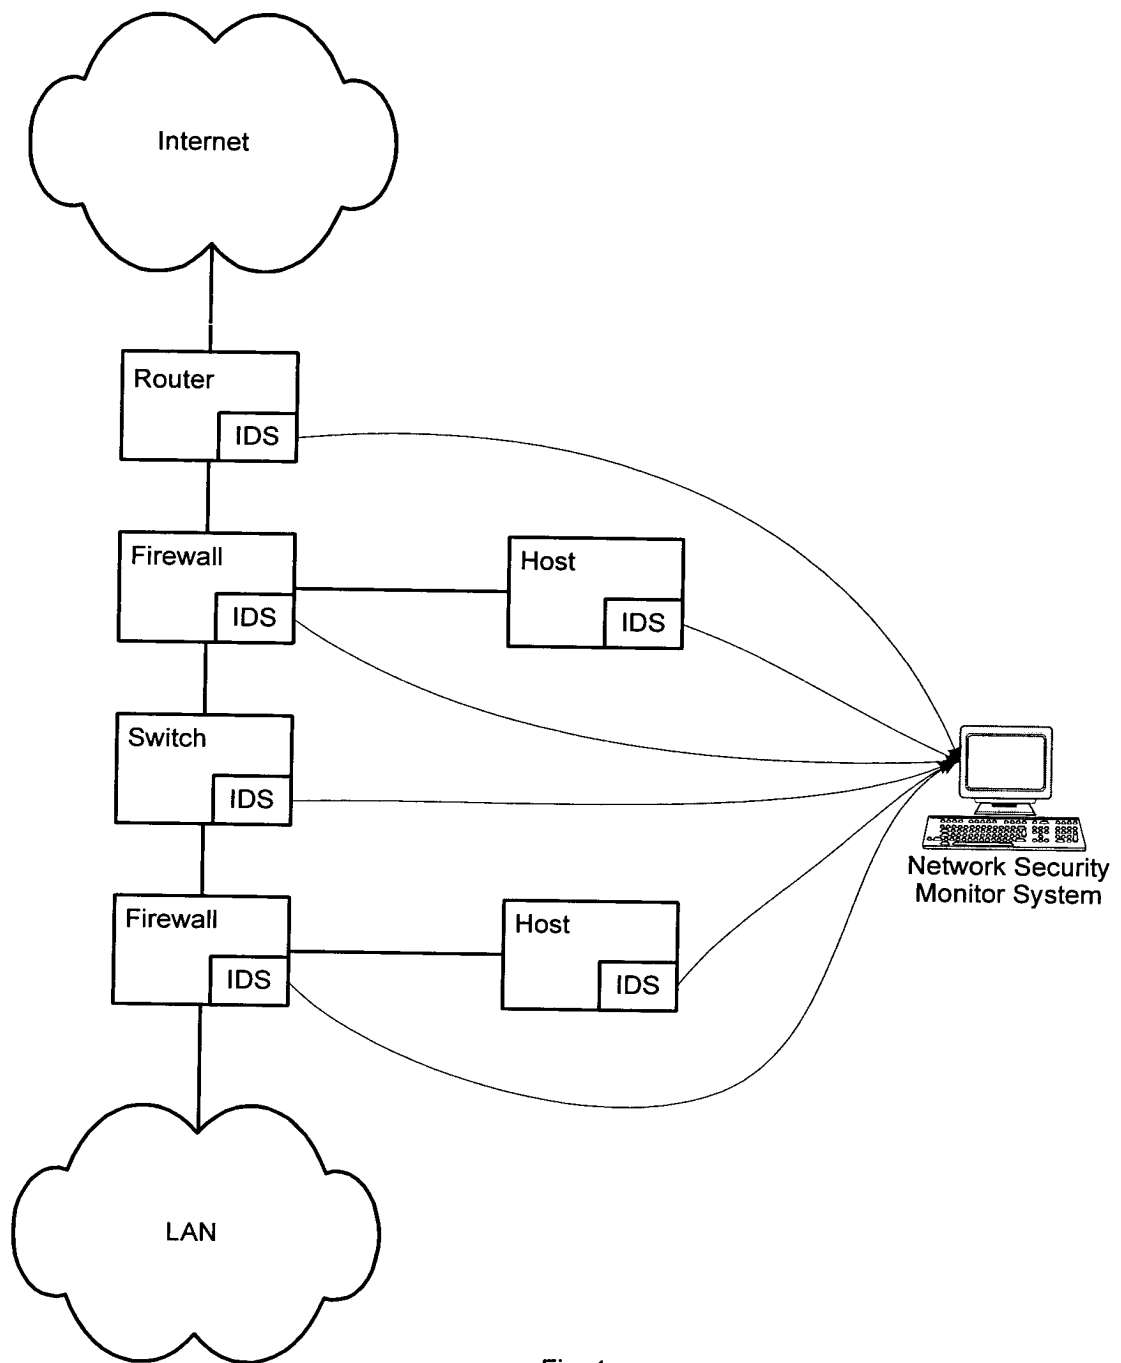 Internet
Router
IDS
Firewall
IDS
Host
IDS
Switch
IDS
Network Security
Monitor System
Firewall
IDS
Host
IDS
LAN